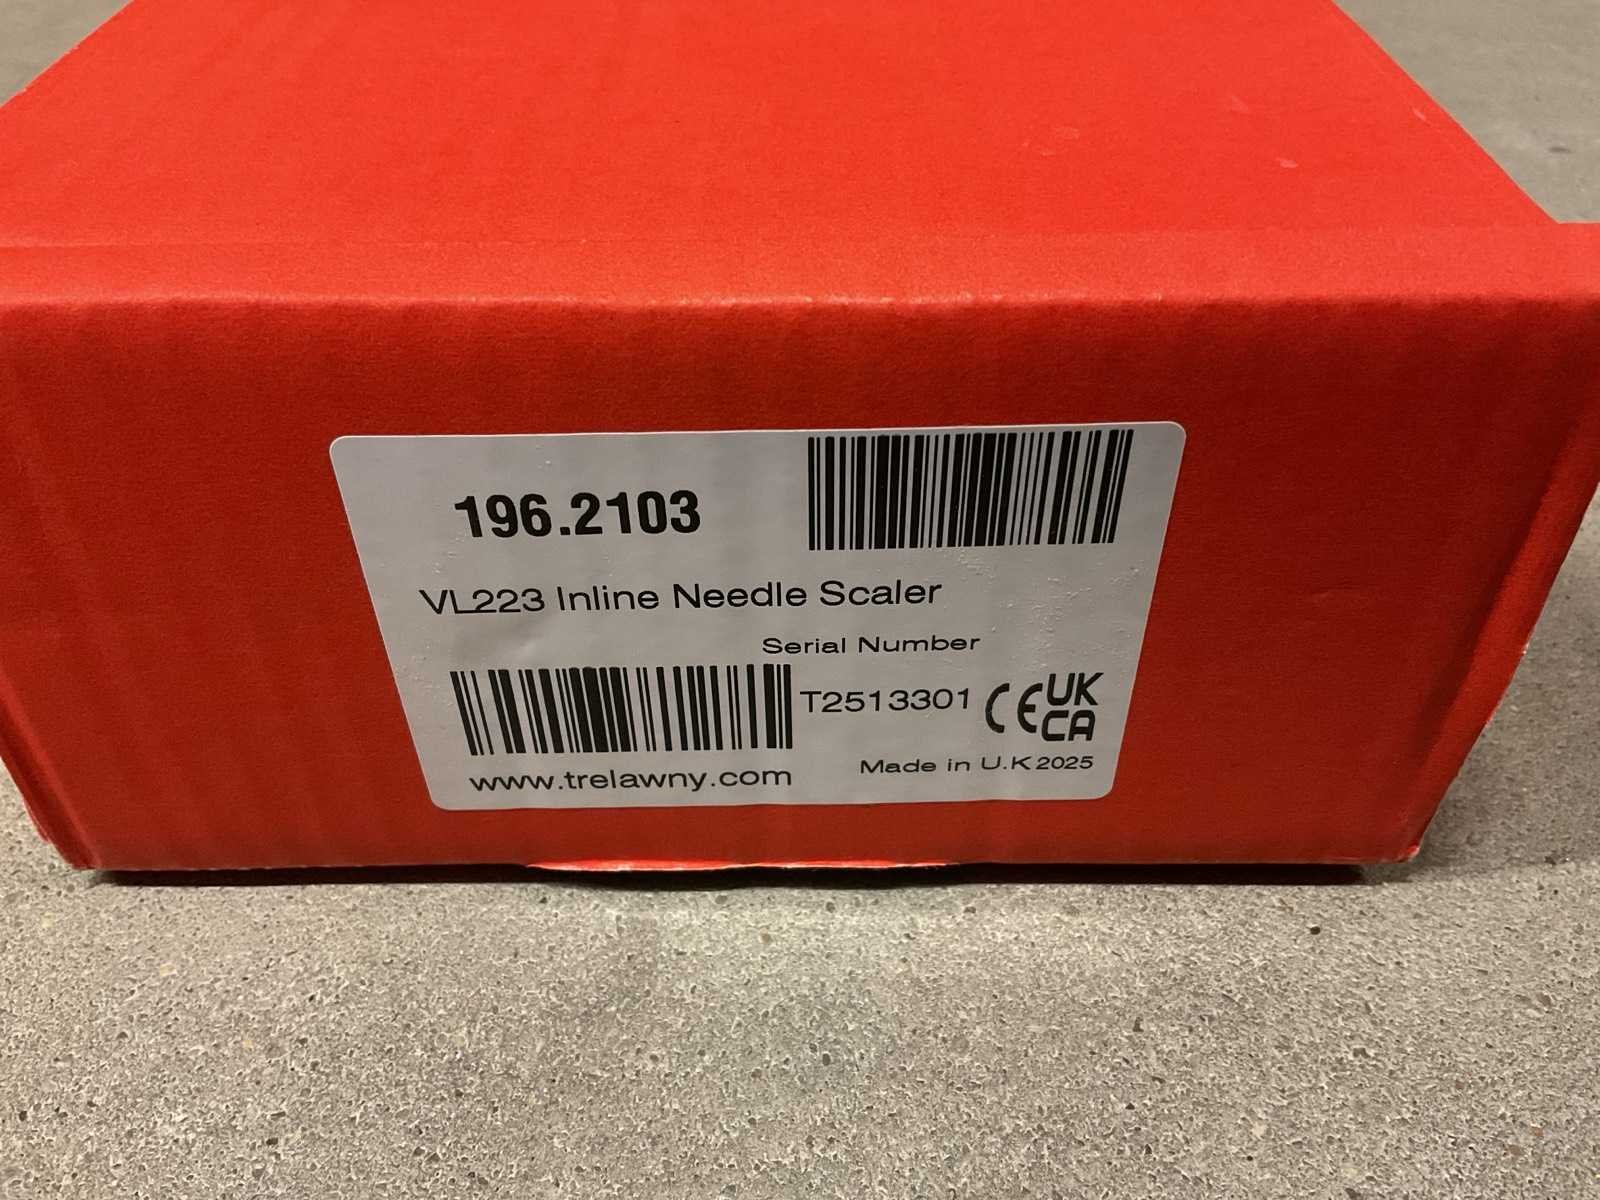 196.2103
VL223 Inline Needle Scaler
Serial Number
T2513301
CE
UK
CA
www.trelawny.com
Made in U.K 2025